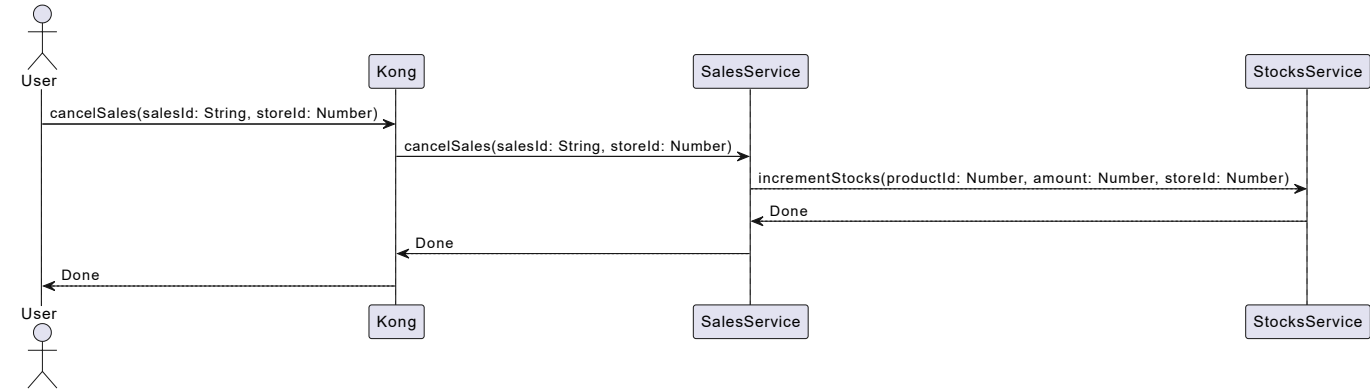 User
Kong
SalesService
StocksService
cancelSales(salesId: String, storeId: Number)
cancelSales(salesId: String, storeId: Number)
incrementStocks(productId: Number, amount: Number, storeId: Number)
Done
Done
Done
User
Kong
SalesService
StocksService